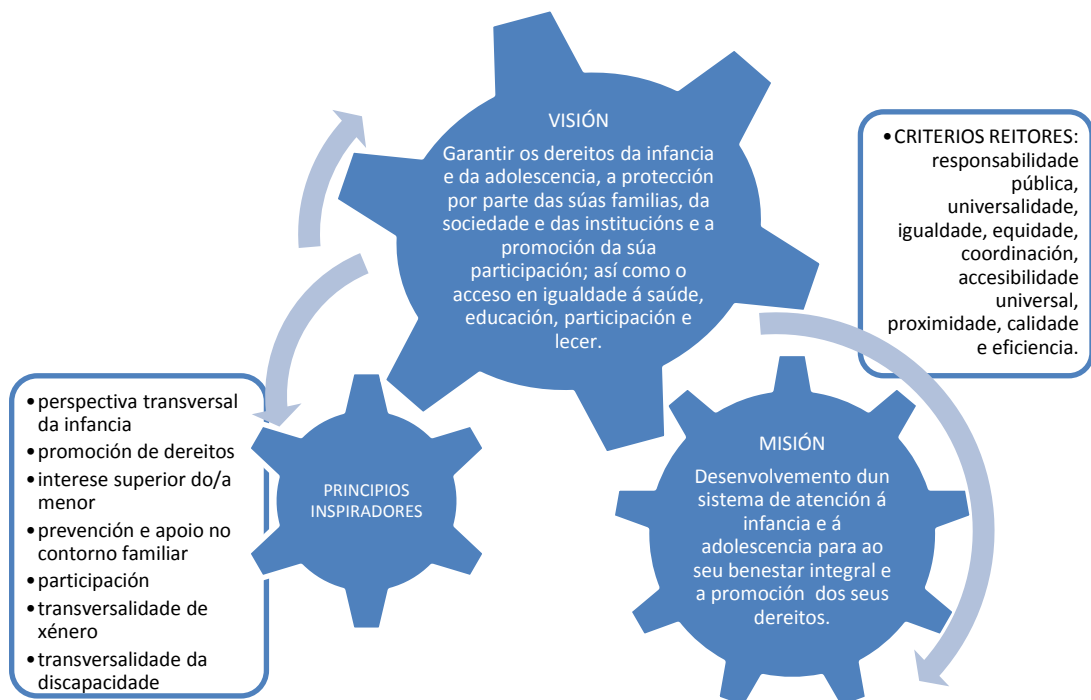 VISIÓN
Garantir os dereitos da infancia
e da adolescencia, a protección
por parte das súas familias, da
sociedade e das institucións e a
promoción da súa
participación; así como o
acceso en igualdade á saúde,
educación, participación e
lecer.
•CRITERIOS REITORES:
responsabilidade
pública,
universalidade,
igualdade, equidade,
coordinación,
accesibilidade
universal,
proximidade, calidade
e eficiencia.
•perspectiva transversal
da infancia
•promoción de dereitos
•interese superior do/a
menor
•prevención e apoio no
contorno familiar
•participación
•transversalidade de
xénero
•transversalidade da
discapacidade
PRINCIPIOS
INSPIRADORES
MISIÓN
Desenvolvemento dun
sistema de atención á
infancia e á
adolescencia para ao
seu benestar integral e
a promoción dos seus
dereitos.